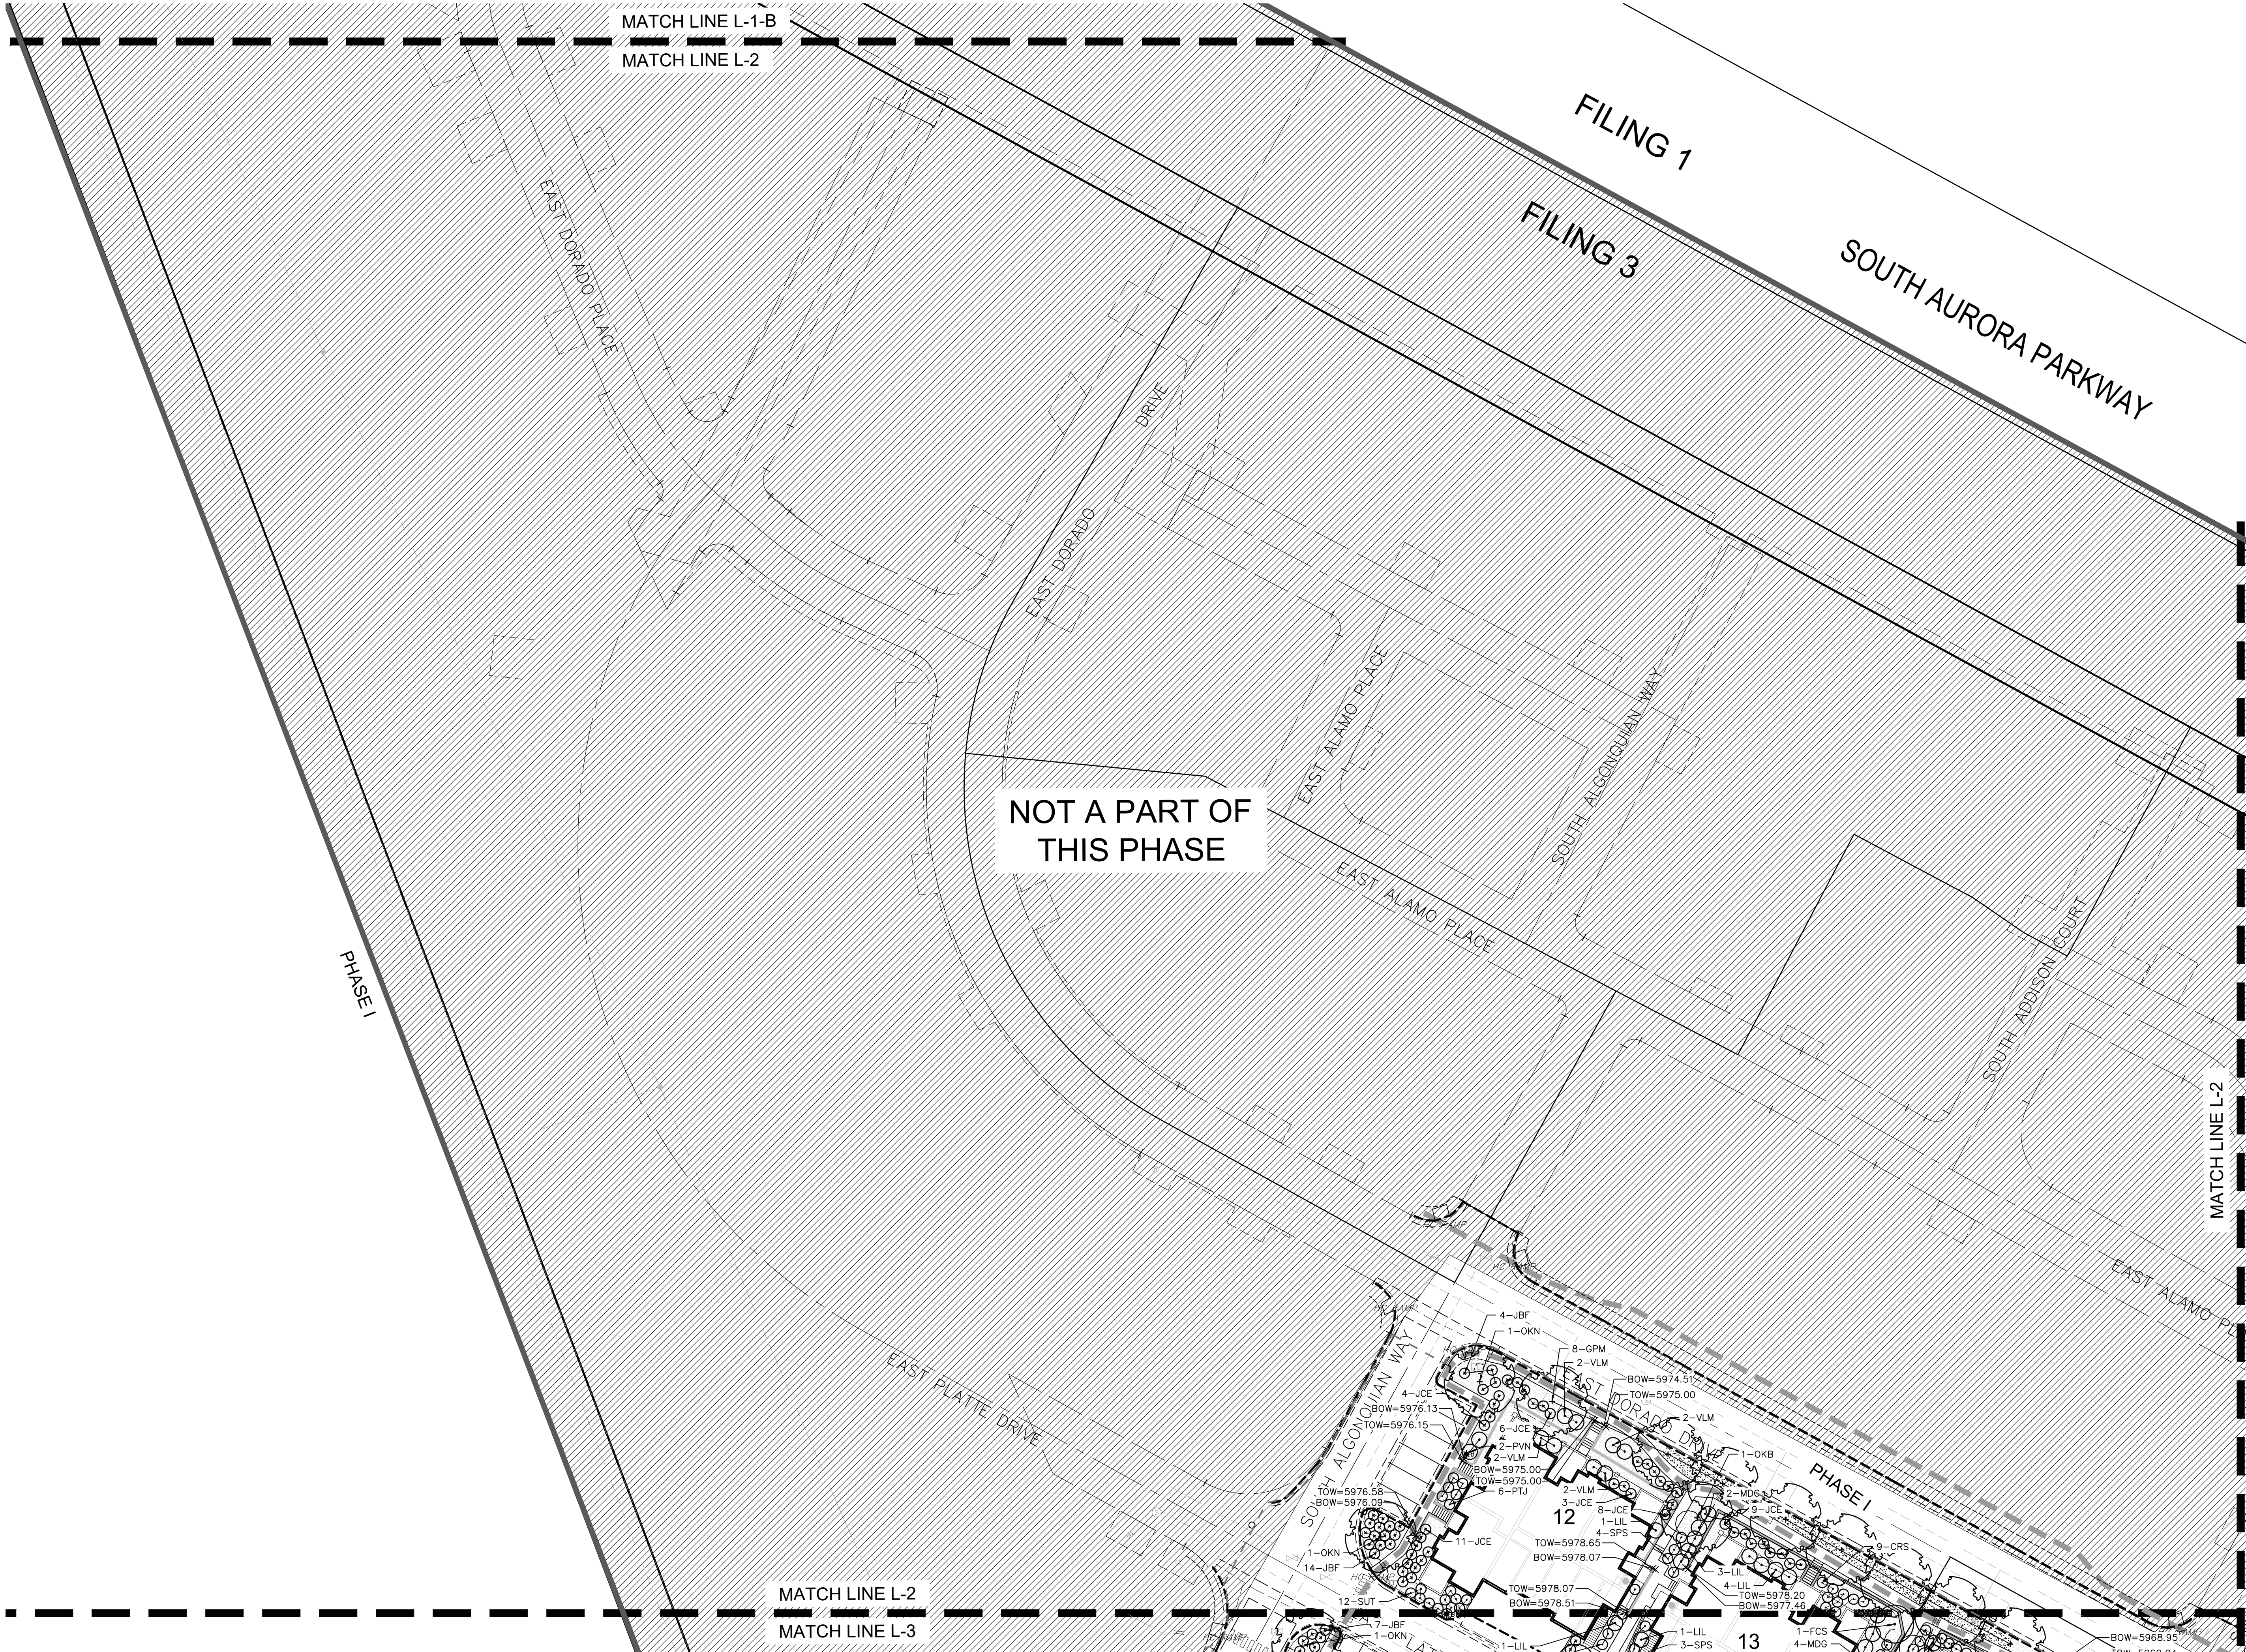 MATCH LINE L-1-B
MATCH LINE L-2
FILING 1
FILING 3
SOUTH AURORA PARKWAY
EAST DORADO PLACE
EAST DORADO DRIVE
EAST ALAMO PLACE
SOUTH ALGONQUIAN WAY
NOT A PART OF
THIS PHASE
EAST ALAMO PLACE
SOUTH ADDISON COURT
PHASE I
MATCH LINE L-2
EAST ALAMO
HC RAMP
EAST PLATTE DRIVE
SOUTH ALGONQUIAN WAY
EAST DORADO
PHASE I
4-JBF
1-OKN
8-GPM
2-VLM
BOW=5974.51
TOW=5975.00
4-JCE
BOW=5976.13
TOW=5976.15
2-VLM
6-JCE
2-PVN
2-VLM
BOW=5975.00
TOW=5975.00
6-PTJ
1-OKB
2-MDG
9-JCE
TOW=5976.58
BOW=5976.09
2-VLM
3-JCE
8-JCE
12
1-LIL
4-SPS
11-JCE
TOW=5978.65
BOW=5978.07
9-CRS
1-OKN
14-JBF
3-LIL
4-LIL
TOW=5978.07
BOW=5978.51
TOW=5978.20
BOW=5977.46
12-SUT
MATCH LINE L-2
MATCH LINE L-3
7-JBF
1-OKN
1-LIL
1-LIL
3-SPS
13
1-FCS
4-MDG
BOW=5968.95